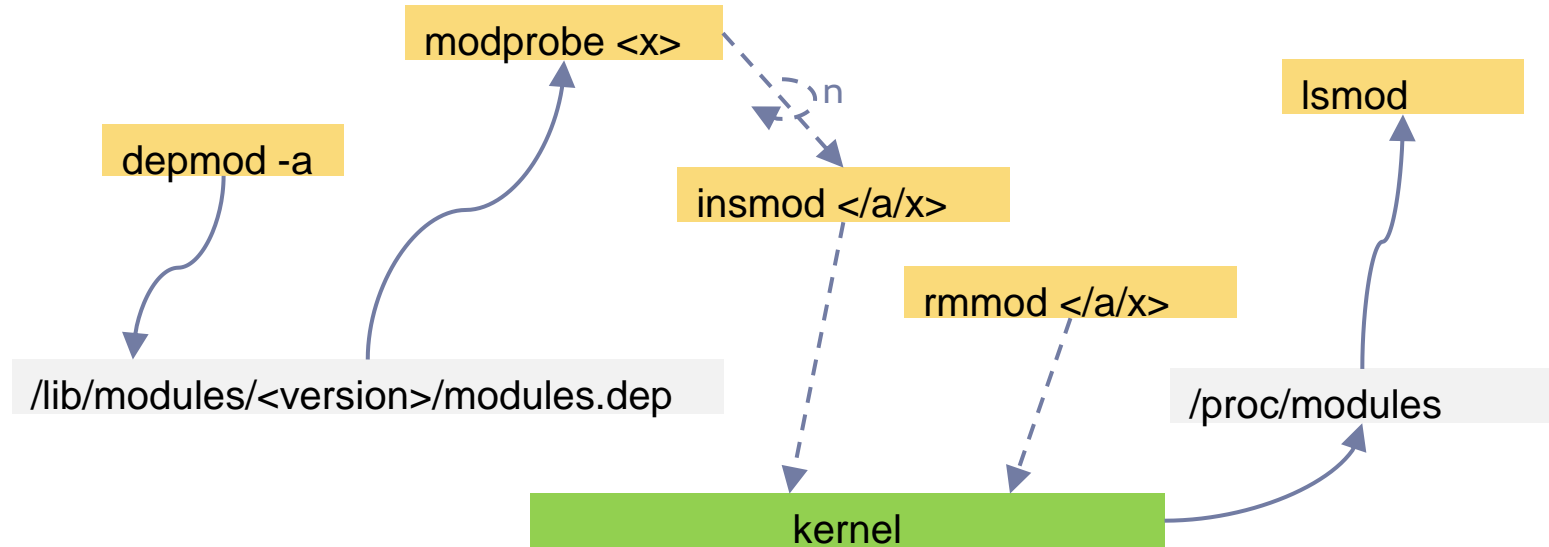 modprobe <x>
n
lsmod
depmod -a
insmod </a/x>
rmmod </a/x>
/lib/modules/<version>/modules.dep
/proc/modules
kernel